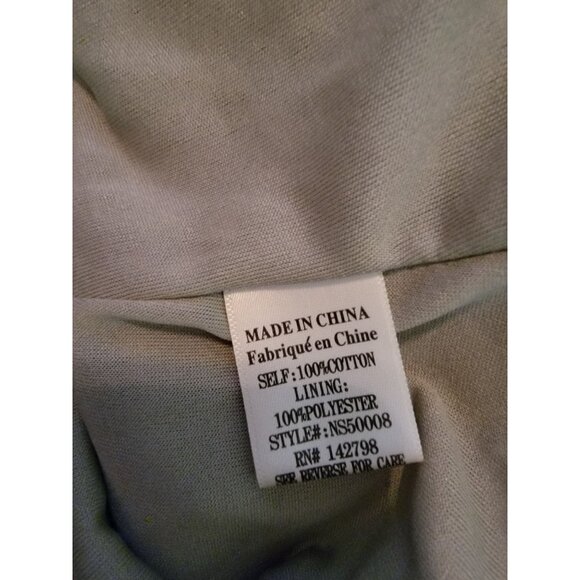 MADE IN CHINA
Fabriqué en Chine
SELF:100%COTTON
LINING:
100%POLYESTER
STYLE#:NS50008
RN# 142798
SEE REVERSE FOR CARE